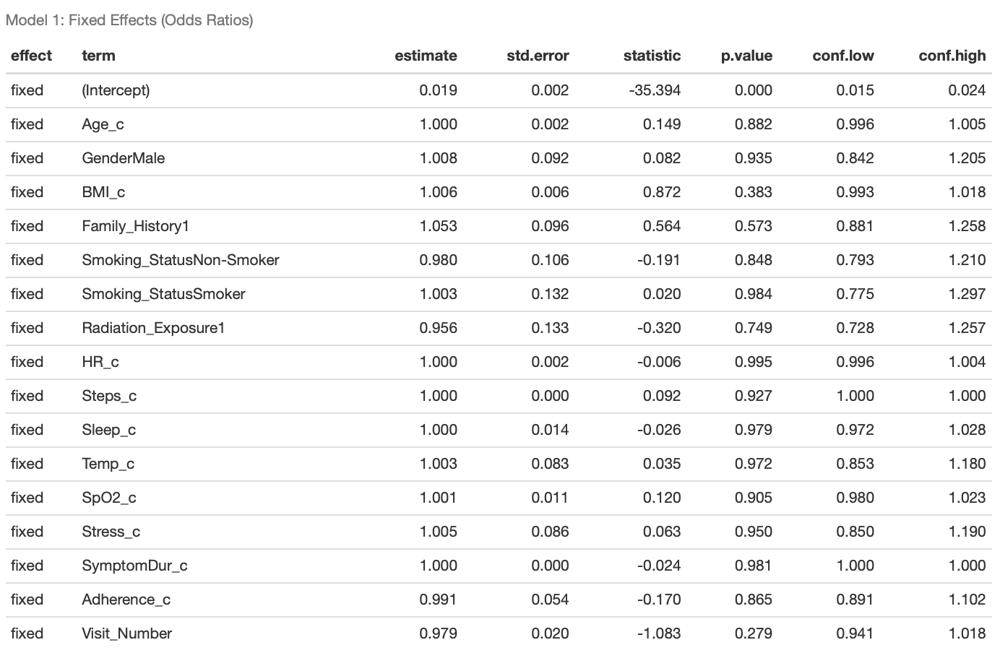 Model 1: Fixed Effects (Odds Ratios)
effect term estimate std.error statistic p.value conf.low conf.high
fixed (Intercept) 0.019 0.002 -35.394 0.000 0.015 0.024
fixed Age_c 1.000 0.002 0.149 0.882 0.996 1.005
fixed GenderMale 1.008 0.092 0.082 0.935 0.842 1.205
fixed BMI_c 1.006 0.006 0.872 0.383 0.993 1.018
fixed Family_History1 1.053 0.096 0.564 0.573 0.881 1.258
fixed Smoking_StatusNon-Smoker 0.980 0.106 -0.191 0.848 0.793 1.210
fixed Smoking_StatusSmoker 1.003 0.132 0.020 0.984 0.775 1.297
fixed Radiation_Exposure1 0.956 0.133 -0.320 0.749 0.728 1.257
fixed HR_c 1.000 0.002 -0.006 0.995 0.996 1.004
fixed Steps_c 1.000 0.000 0.092 0.927 1.000 1.000
fixed Sleep_c 1.000 0.014 -0.026 0.979 0.972 1.028
fixed Temp_c 1.003 0.083 0.035 0.972 0.853 1.180
fixed SpO2_c 1.001 0.011 0.120 0.905 0.980 1.023
fixed Stress_c 1.005 0.086 0.063 0.950 0.850 1.190
fixed SymptomDur_c 1.000 0.000 -0.024 0.981 1.000 1.000
fixed Adherence_c 0.991 0.054 -0.170 0.865 0.891 1.102
fixed Visit_Number 0.979 0.020 -1.083 0.279 0.941 1.018